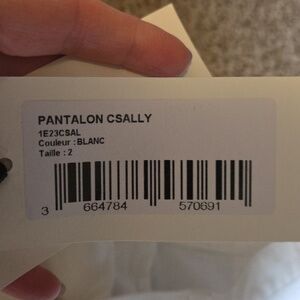 PANTALON CSALLY
1E23CSAL
Couleur : BLANC
Taille : 2
3 664784 570691